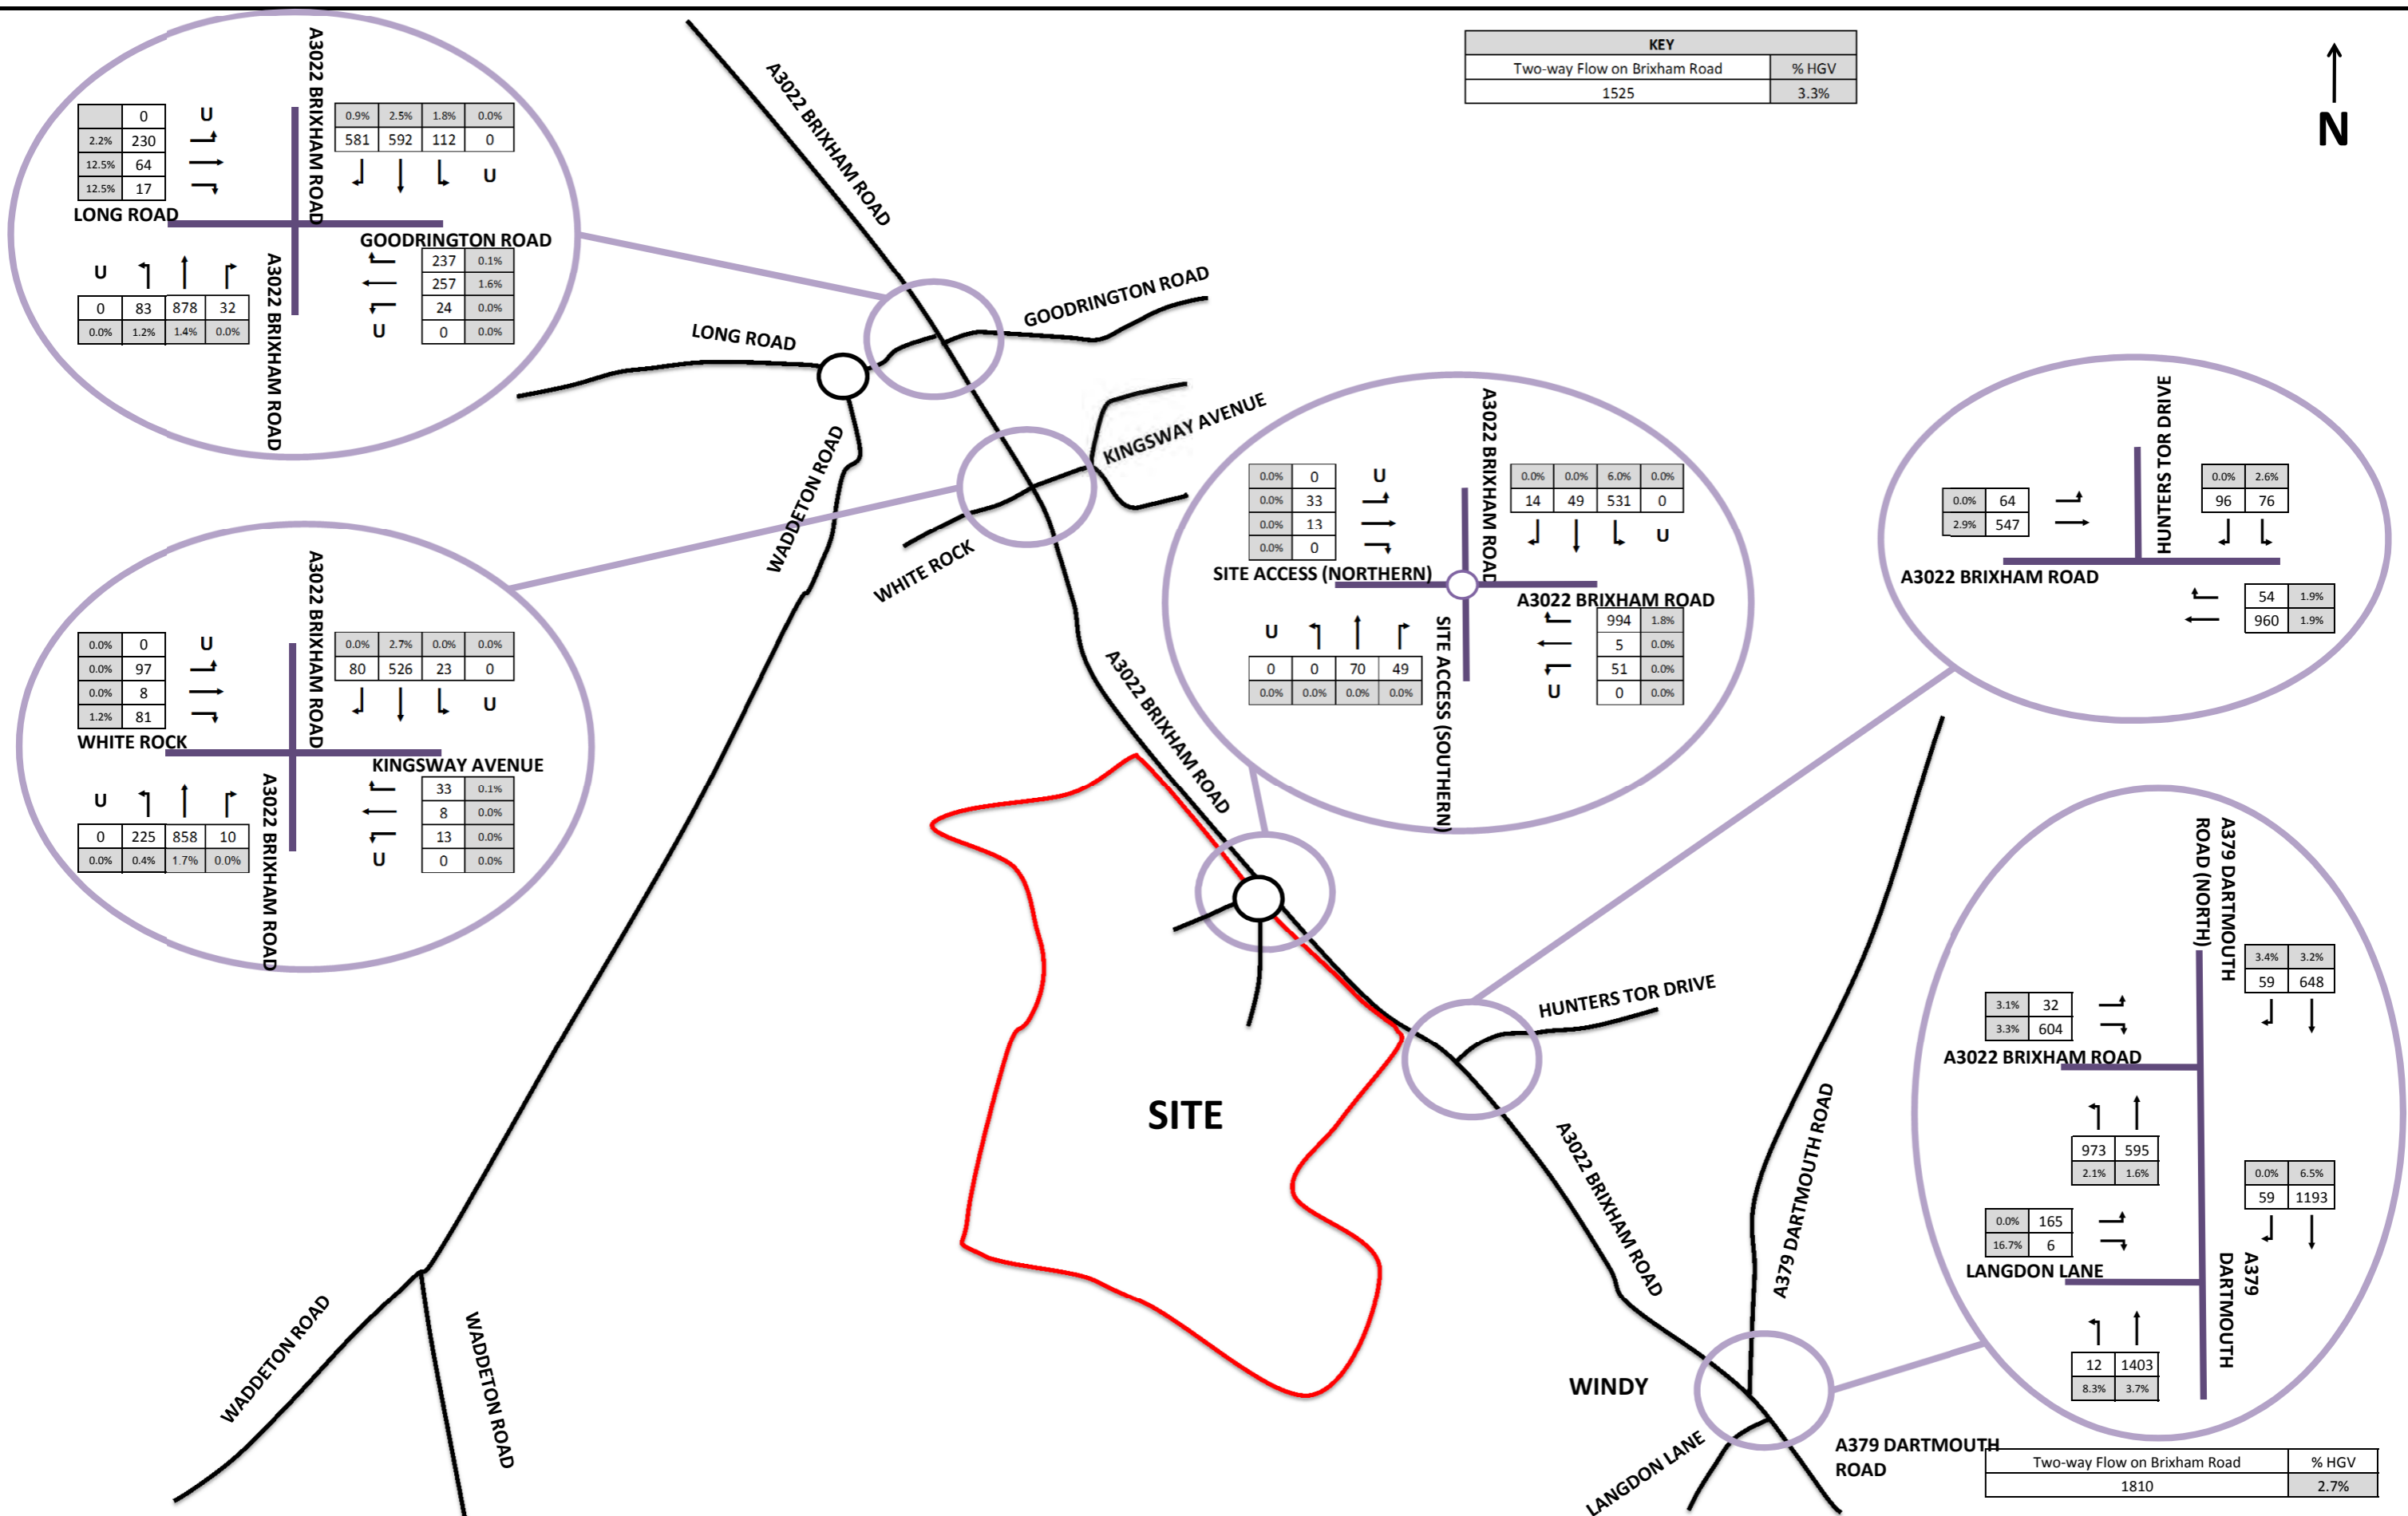 KEY
Two-way Flow on Brixham Road % HGV
1525 3.3%
N
A3022 BRIXHAM ROAD
0 U
2.2% 230
12.5% 64
12.5% 17
LONG ROAD
0.9% 2.5% 1.8% 0.0%
581 592 112 0
U
GOODRINGTON ROAD
237 0.1%
257 1.6%
24 0.0%
U 0 0.0%
U
0 83 878 32
0.0% 1.2% 1.4% 0.0%
A3022 BRIXHAM ROAD
A3022 BRIXHAM ROAD
GOODRINGTON ROAD
LONG ROAD
KINGSWAY AVENUE
WADDETON ROAD
WHITE ROCK
A3022 BRIXHAM ROAD
0.0% 0 U
0.0% 97
0.0% 8
1.2% 81
WHITE ROCK
0.0% 2.7% 0.0% 0.0%
80 526 23 0
U
KINGSWAY AVENUE
33 0.1%
8 0.0%
13 0.0%
U 0 0.0%
U
0 225 858 10
0.0% 0.4% 1.7% 0.0%
A3022 BRIXHAM ROAD
A3022 BRIXHAM ROAD
0.0% 0 U
0.0% 33
0.0% 13
0.0% 0
SITE ACCESS (NORTHERN)
0.0% 0.0% 6.0% 0.0%
14 49 531 0
U
A3022 BRIXHAM ROAD
994 1.8%
5 0.0%
51 0.0%
U 0 0.0%
U
0 0 70 49
0.0% 0.0% 0.0% 0.0%
SITE ACCESS (SOUTHERN)
A3022 BRIXHAM ROAD
HUNTERS TOR DRIVE
0.0% 64
2.9% 547
0.0% 2.6%
96 76
A3022 BRIXHAM ROAD
54 1.9%
960 1.9%
HUNTERS TOR DRIVE
SITE
A3022 BRIXHAM ROAD
A379 DARTMOUTH ROAD
A379 DARTMOUTH
ROAD (NORTH)
3.4% 3.2%
59 648
3.1% 32
3.3% 604
A3022 BRIXHAM ROAD
973 595
2.1% 1.6%
0.0% 6.5%
59 1193
0.0% 165
16.7% 6
LANGDON LANE
A379
DARTMOUTH
12 1403
8.3% 3.7%
WADDETON ROAD
WADDETON ROAD
WINDY
LANGDON LANE
A379 DARTMOUTH
ROAD
Two-way Flow on Brixham Road % HGV
1810 2.7%